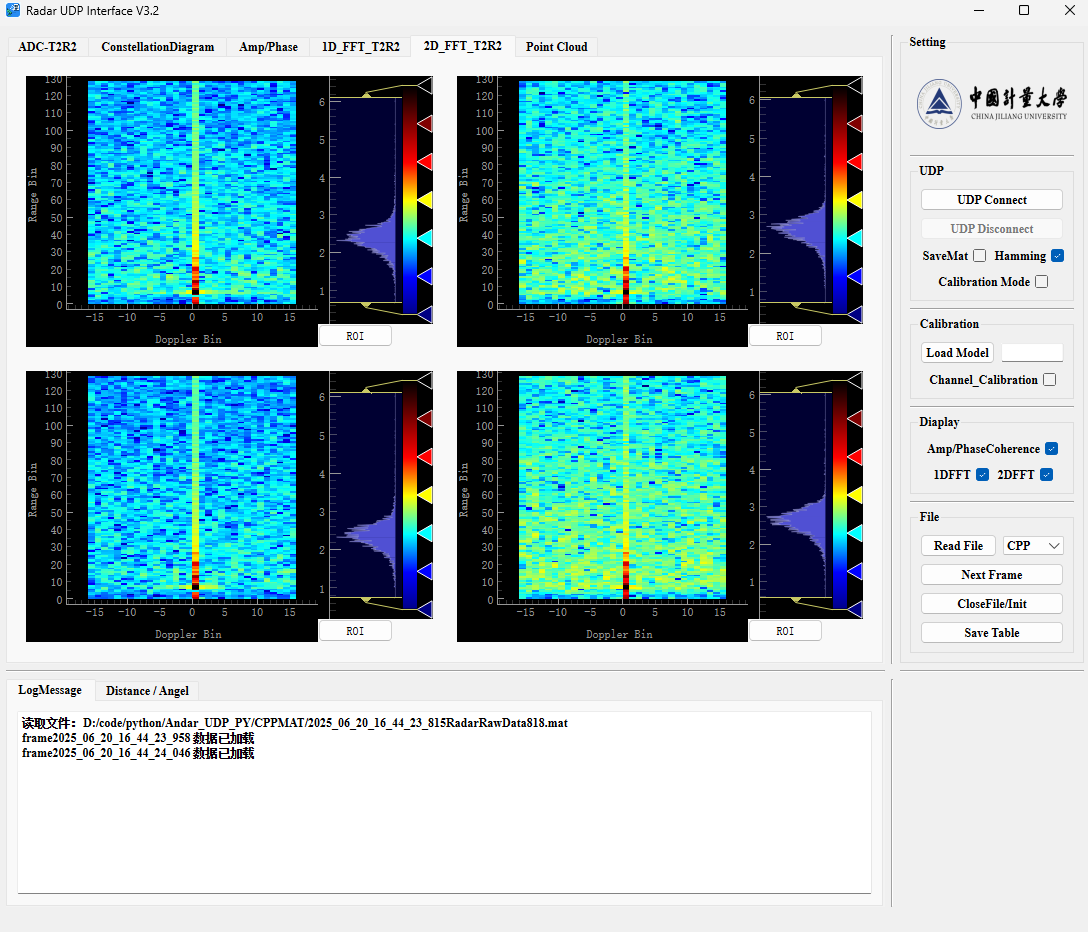 Radar UDP Interface V3.2
ADC-T2R2 ConstellationDiagram Amp/Phase 1D_FFT_T2R2 2D_FFT_T2R2 Point Cloud
130
120
110
100
90
80
70
60
50
40
30
20
10
0
Range Bin
-15 -10 -5 0 5 10 15
Doppler Bin
6
5
4
3
2
1
ROI
130
120
110
100
90
80
70
60
50
40
30
20
10
0
Range Bin
-15 -10 -5 0 5 10 15
Doppler Bin
6
5
4
3
2
1
ROI
130
120
110
100
90
80
70
60
50
40
30
20
10
0
Range Bin
-15 -10 -5 0 5 10 15
Doppler Bin
6
5
4
3
2
1
ROI
130
120
110
100
90
80
70
60
50
40
30
20
10
0
Range Bin
-15 -10 -5 0 5 10 15
Doppler Bin
6
5
4
3
2
1
ROI
Setting
中國計量大學
CHINA JILIANG UNIVERSITY
UDP
UDP Connect
UDP Disconnect
SaveMat Hamming
Calibration Mode
Calibration
Load Model
Channel_Calibration
Diaplay
Amp/PhaseCoherence
1DFFT 2DFFT
File
Read File CPP
Next Frame
CloseFile/Init
Save Table
LogMessage Distance / Angel
读取文件：D:/code/python/Andar_UDP_PY/CPPMAT/2025_06_20_16_44_23_815RadarRawData818.mat
frame2025_06_20_16_44_23_958 数据已加载
frame2025_06_20_16_44_24_046 数据已加载